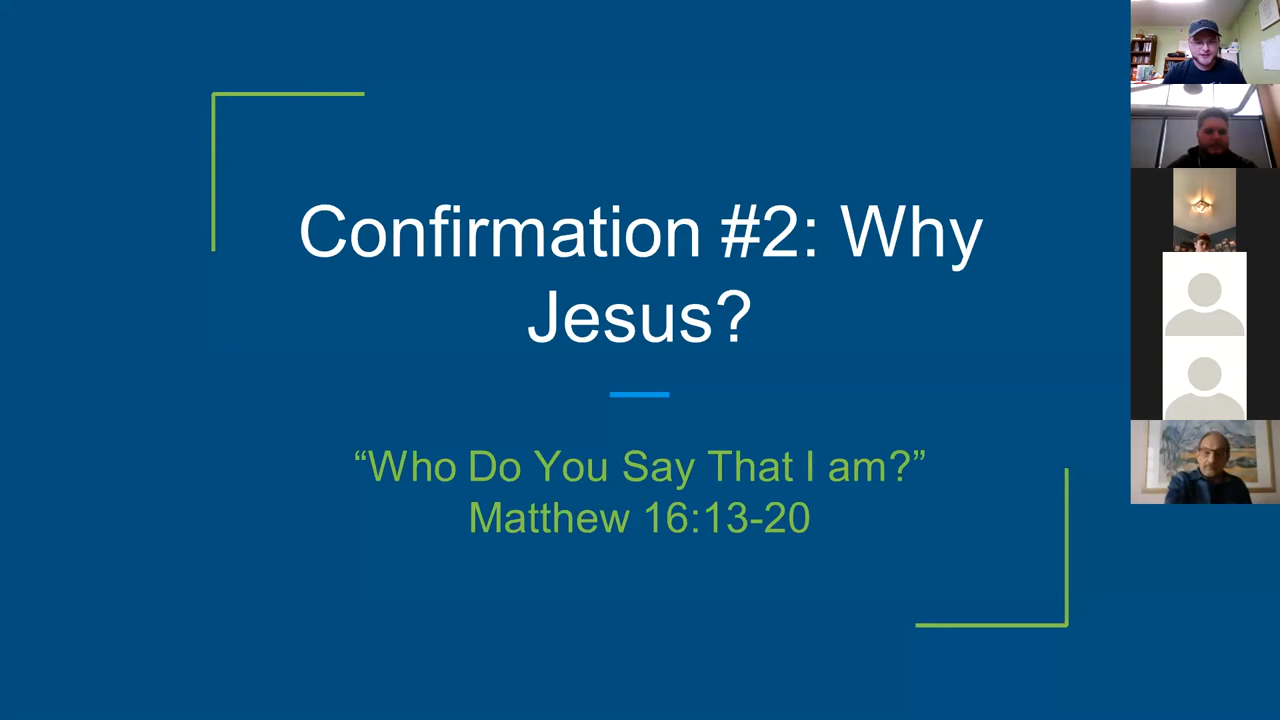 Confirmation #2: Why
Jesus?
“Who Do You Say That I am?”
Matthew 16:13-20